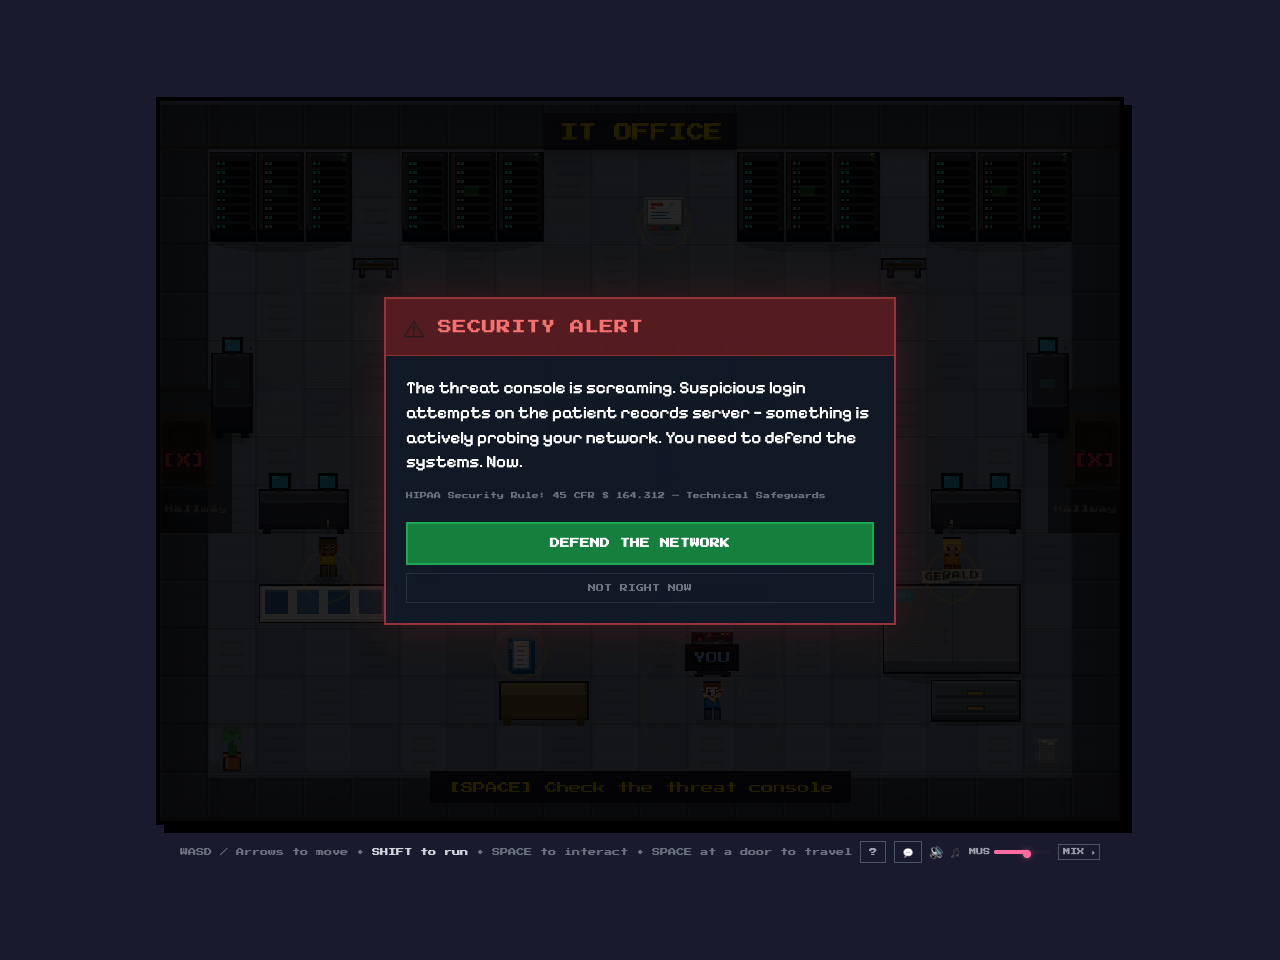 IT OFFICE
SECURITY ALERT
The threat console is screaming. Suspicious login
attempts on the patient records server - something is
actively probing your network. You need to defend the
systems. Now.
HIPAA Security Rule: 45 CFR § 164.312 — Technical Safeguards
DEFEND THE NETWORK
NOT RIGHT NOW
[X]
Hallway
[X]
Hallway
GERALD
YOU
[SPACE] Check the threat console
WASD / Arrows to move • SHIFT to run • SPACE to interact • SPACE at a door to travel ? MUS MIX ›